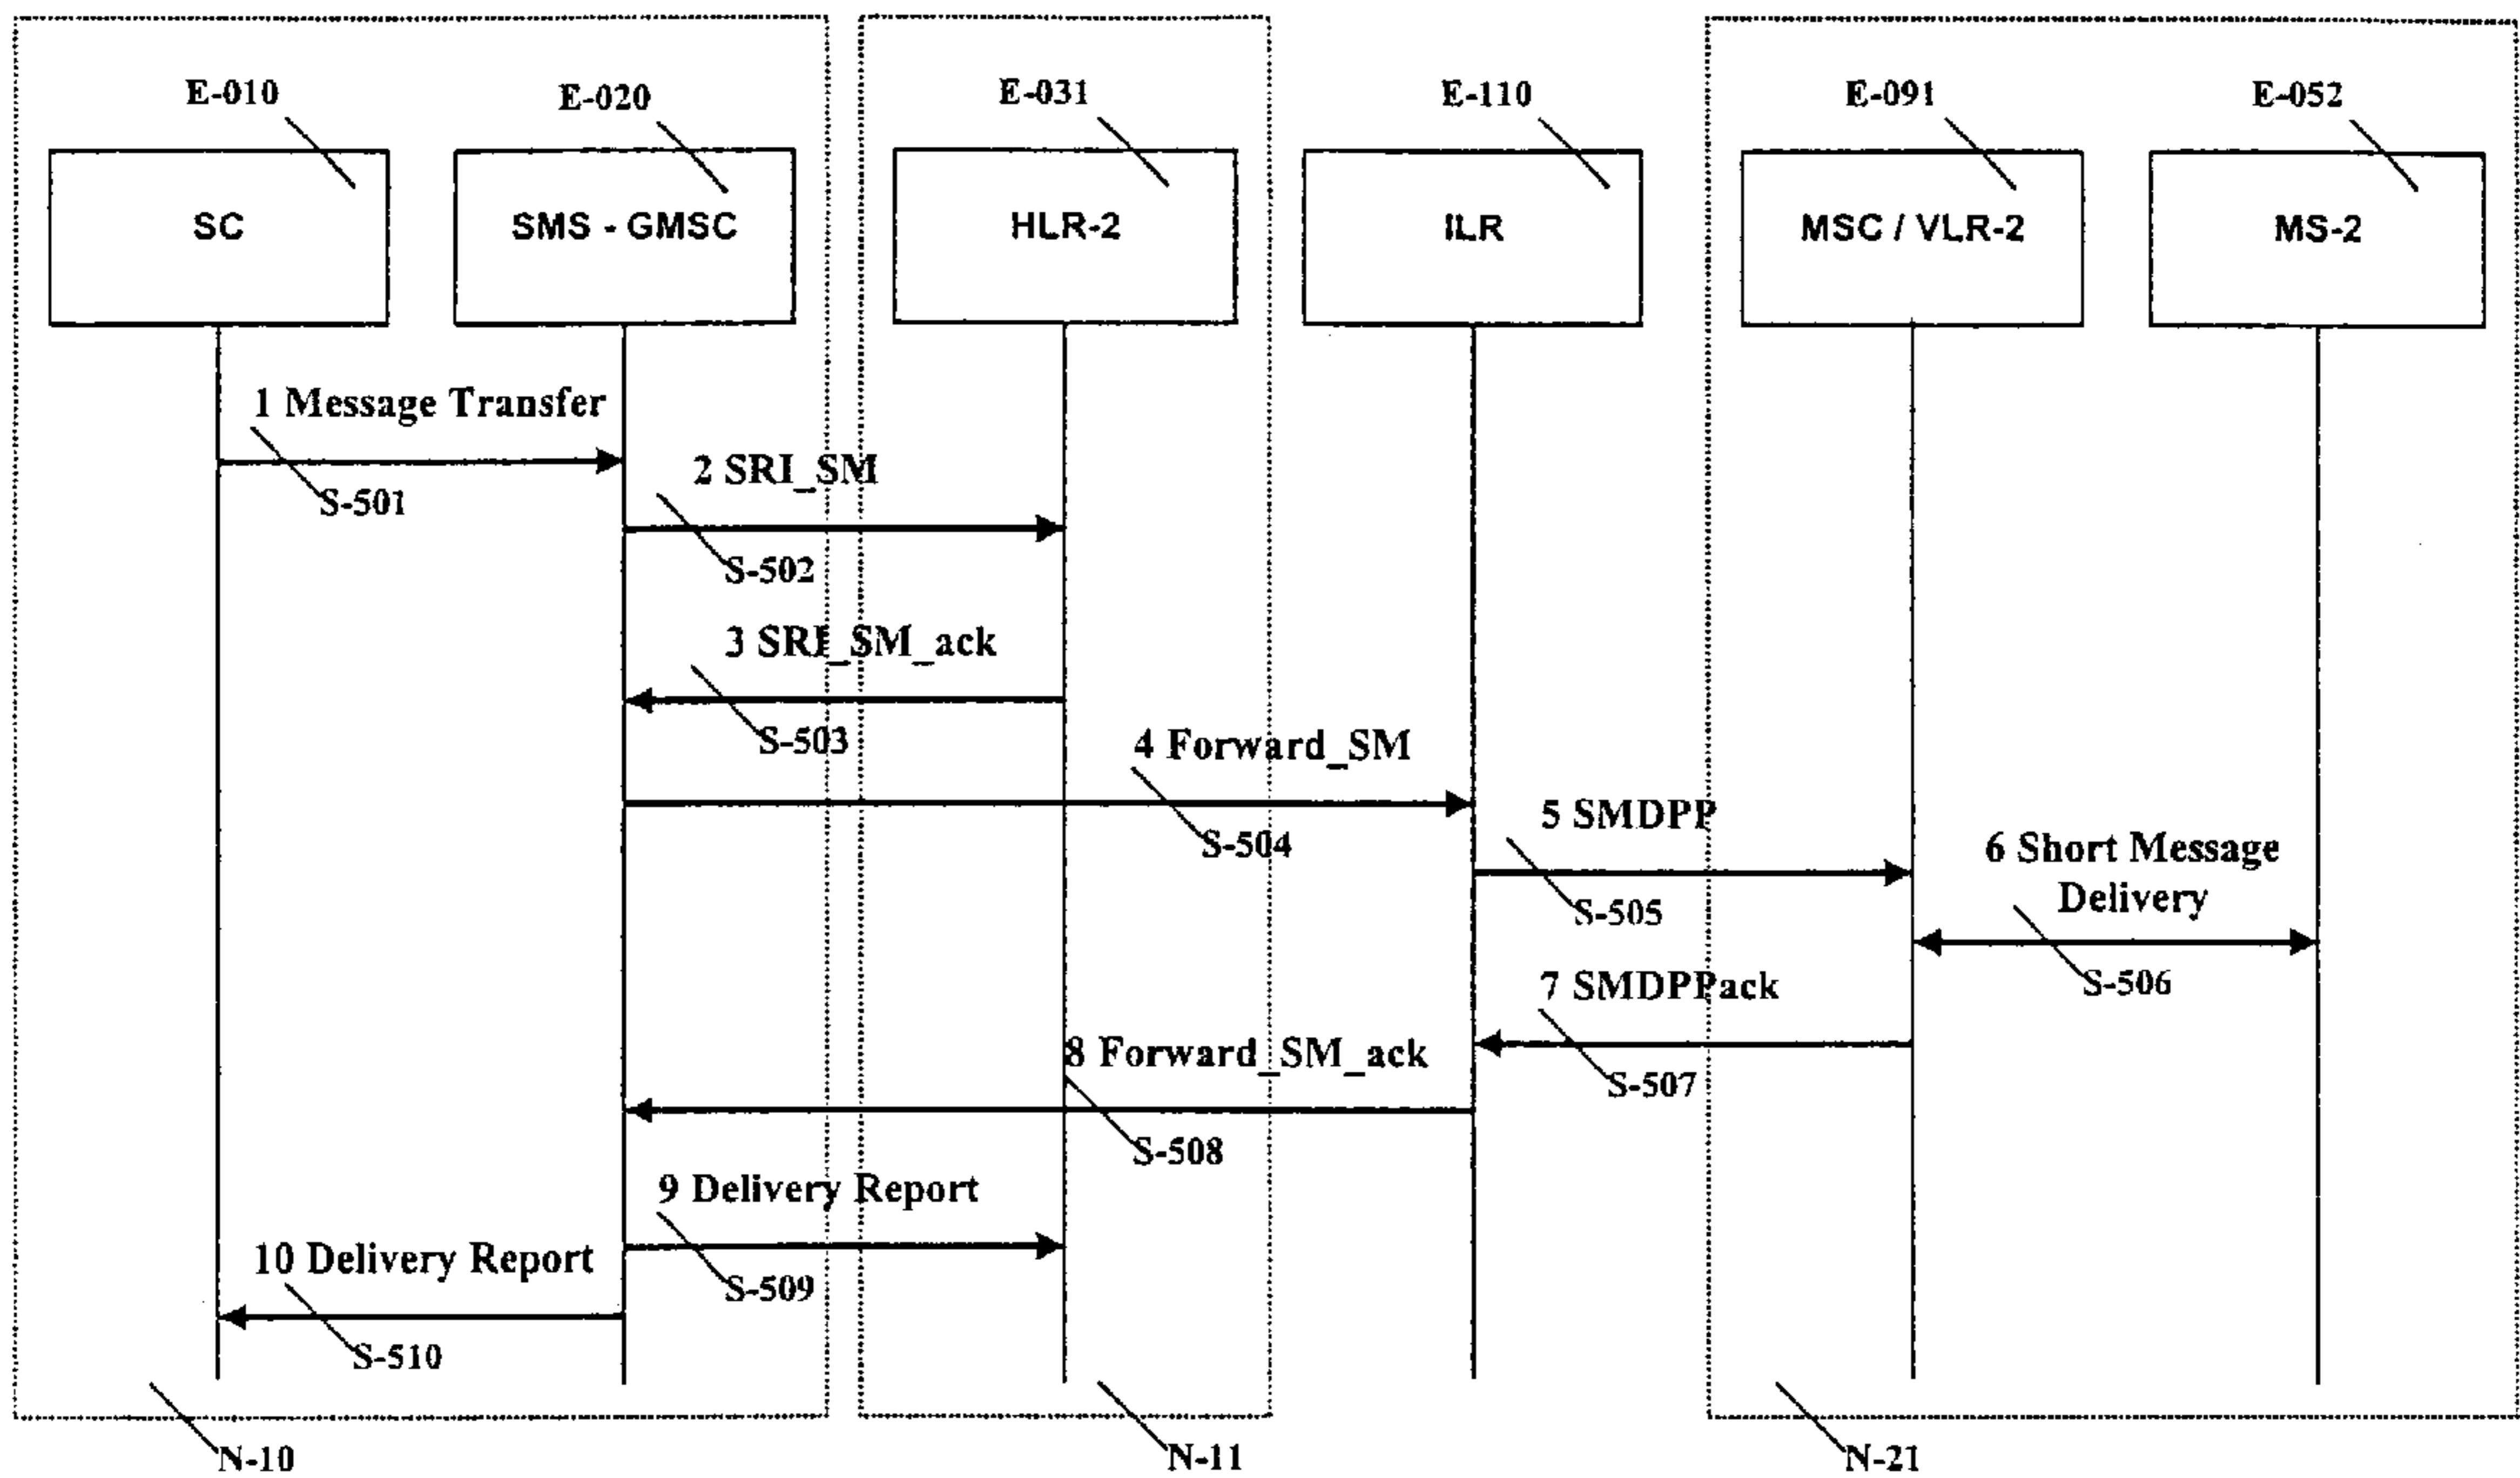 E-010
E-020
E-031
E-110
E-091
E-052
SC
SMS - GMSC
HLR-2
ILR
MSC / VLR-2
MS-2
1 Message Transfer
S-501
2 SRI_SM
S-502
3 SRI_SM_ack
S-503
4 Forward_SM
S-504
5 SMDPP
S-505
6 Short Message
Delivery
S-506
7 SMDPPack
S-507
8 Forward_SM_ack
S-508
9 Delivery Report
S-509
10 Delivery Report
S-510
N-10
N-11
N-21